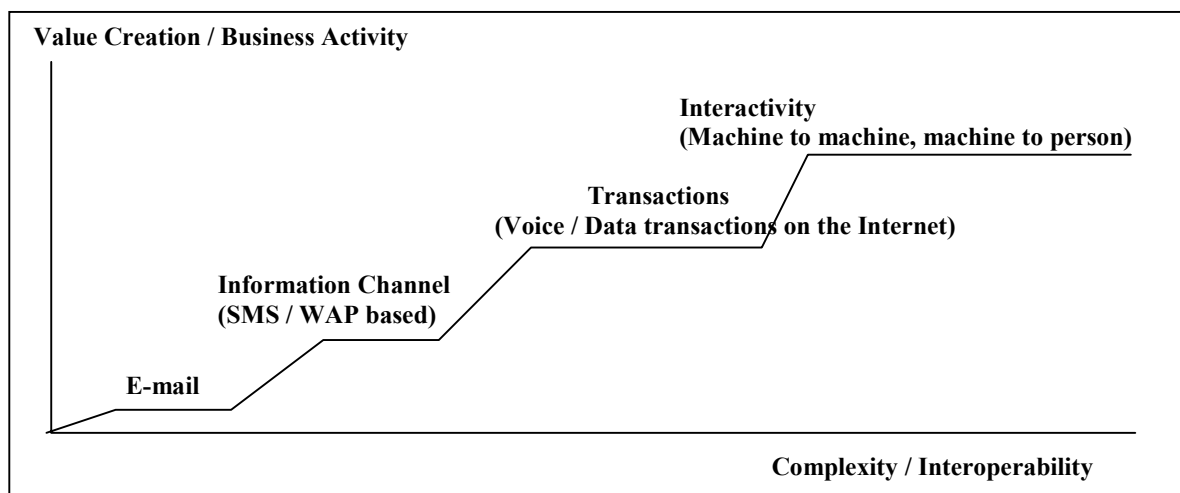 Value Creation / Business Activity
Interactivity
(Machine to machine, machine to person)
Transactions
(Voice / Data transactions on the Internet)
Information Channel
(SMS / WAP based)
E-mail
Complexity / Interoperability